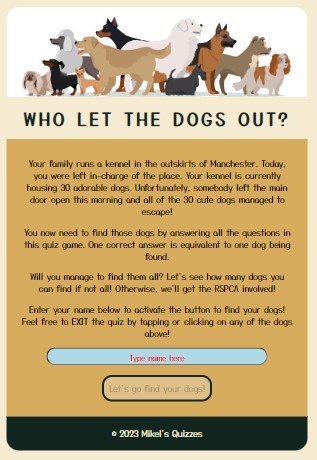 WHO LET THE DOGS OUT?
Your family runs a kennel in the outskirts of Manchester. Today,
you were left in-charge of the place. Your kennel is currently
housing 30 adorable dogs. Unfortunately, somebody left the main
door open this morning and all of the 30 cute dogs managed to
escape!
You now need to find those dogs by answering all the questions in
this quiz game. One correct answer is equivalent to one dog being
found.
Will you manage to find them all? Let's see how many dogs you
can find if not all! Otherwise, we'll get the RSPCA involved!
Enter your name below to activate the button to find your dogs!
Feel free to EXIT the quiz by tapping or clicking on any of the dogs
above!
Type name here
Let's go find your dogs!
© 2023 Mikel's Quizzes